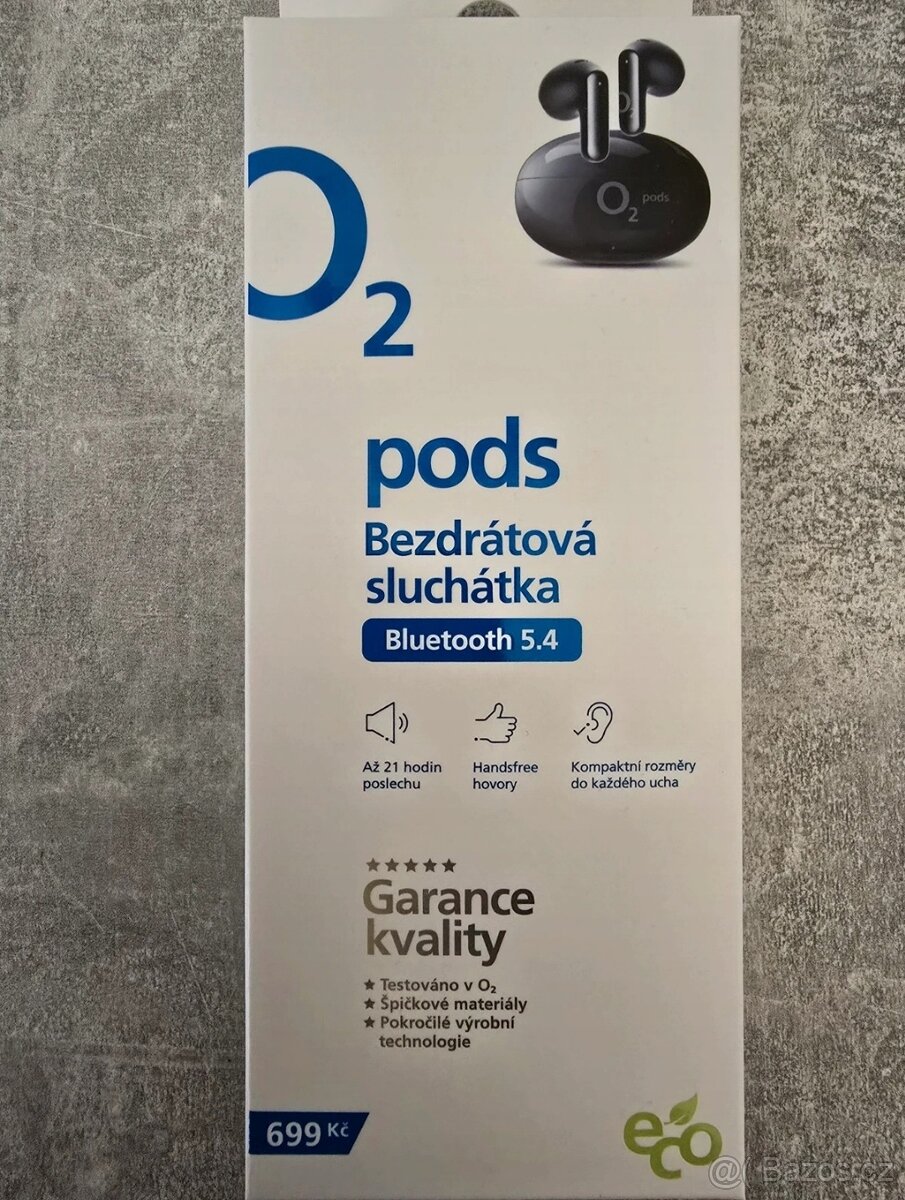 O2 pods
O2
pods
Bezdrátová
sluchátka
Bluetooth 5.4
Až 21 hodin
poslechu
Handsfree
hovory
Kompaktní rozměry
do každého ucha
Garance
kvality
★ Testováno v O₂
★ Špičkové materiály
★ Pokročilé výrobní
technologie
699 Kč
eco
@ Bazos.cz